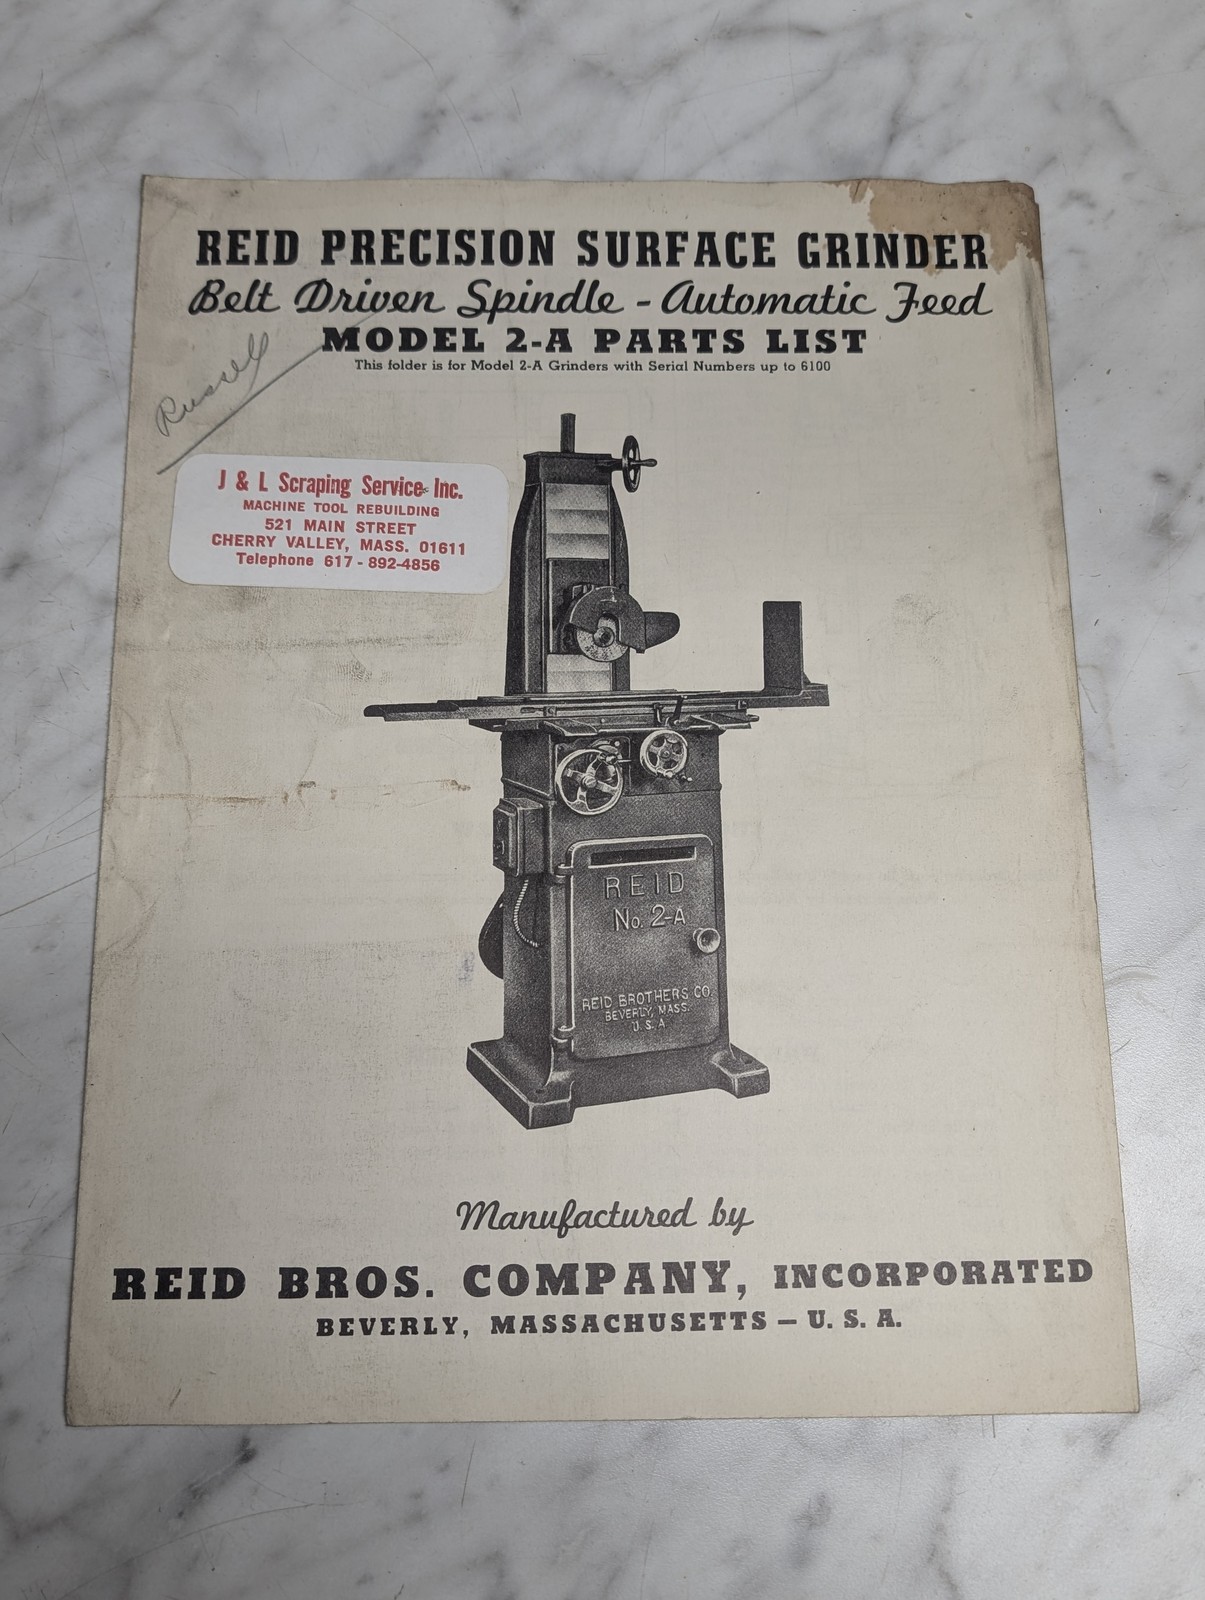 REID PRECISION SURFACE GRINDER
Belt Driven Spindle - Automatic Feed
MODEL 2-A PARTS LIST
This folder is for Model 2-A Grinders with Serial Numbers up to 6100
Russell
J & L Scraping Service Inc.
MACHINE TOOL REBUILDING
521 MAIN STREET
CHERRY VALLEY, MASS. 01611
Telephone 617-892-4856
REID
No. 2-A
REID BROTHERS CO.
BEVERLY, MASS.
U.S.A
Manufactured by
REID BROS. COMPANY, INCORPORATED
BEVERLY, MASSACHUSETTS — U. S. A.